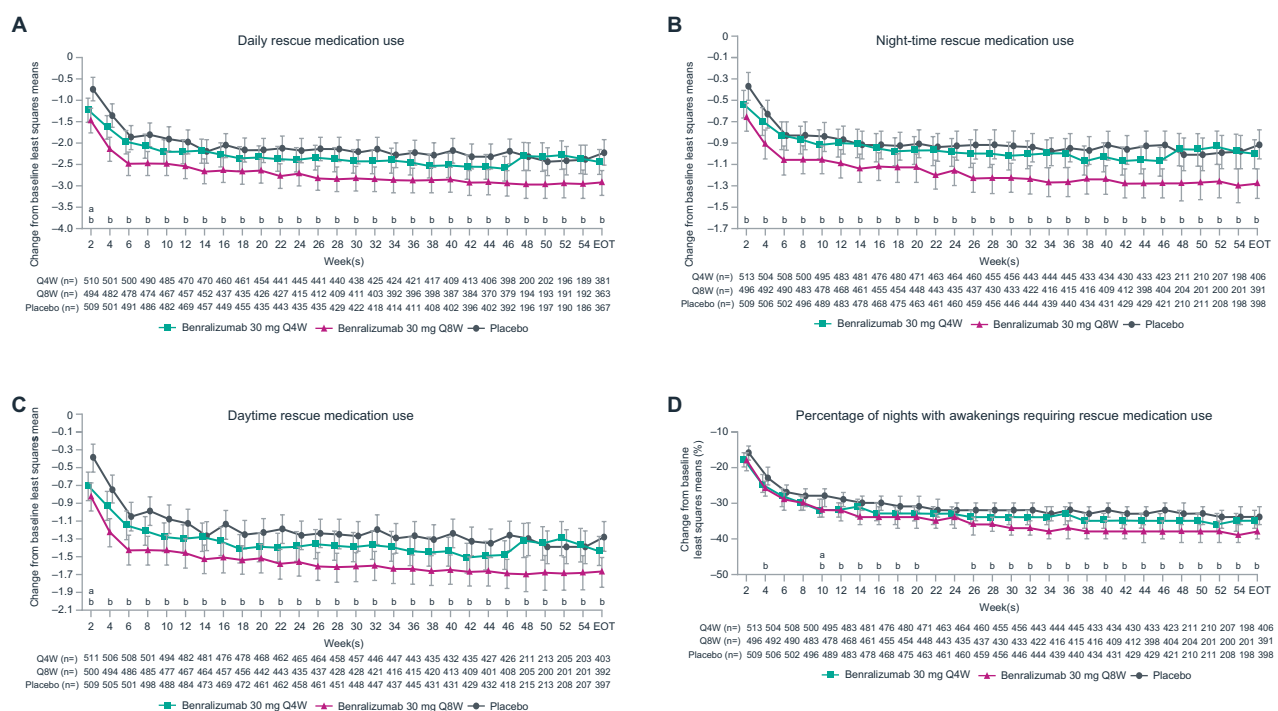 A
Daily rescue medication use
Change from baseline least squares means
0
–0.5
–1.0
–1.5
–2.0
–2.5
–3.0
–3.5
–4.0
a
b b b b b b b b b b b b b b b b b b b b b b b b b b b b
2 4 6 8 10 12 14 16 18 20 22 24 26 28 30 32 34 36 38 40 42 44 46 48 50 52 54 EOT
Week(s)
Q4W (n=) 510 501 500 490 485 470 470 460 461 454 441 445 441 440 438 425 424 421 417 409 413 406 398 200 202 196 189 381
Q8W (n=) 494 482 478 474 467 457 452 437 435 426 427 415 412 409 411 403 392 396 398 387 384 370 379 194 193 191 192 363
Placebo (n=) 509 501 491 486 482 469 457 449 455 435 443 435 435 429 422 418 414 411 408 402 396 402 392 196 197 190 186 367
Benralizumab 30 mg Q4W Benralizumab 30 mg Q8W Placebo
B
Night-time rescue medication use
Change from baseline least squares means
0
–0.1
–0.3
–0.5
–0.7
–0.9
–1.1
–1.3
–1.5
–1.7
b b b b b b b b b b b b b b b b b b b b b b b b b b b b
2 4 6 8 10 12 14 16 18 20 22 24 26 28 30 32 34 36 38 40 42 44 46 48 50 52 54 EOT
Week(s)
Q4W (n=) 513 504 508 500 495 483 481 476 480 471 463 464 460 455 456 443 444 445 433 434 430 433 423 211 210 207 198 406
Q8W (n=) 496 492 490 483 478 468 461 455 454 448 443 435 437 430 433 422 416 415 416 409 412 398 404 204 201 200 201 391
Placebo (n=) 509 506 502 496 489 483 478 468 475 463 461 460 459 456 446 444 439 440 434 431 429 429 421 210 211 208 198 398
Benralizumab 30 mg Q4W Benralizumab 30 mg Q8W Placebo
C
Daytime rescue medication use
Change from baseline least squares mean
0
–0.1
–0.3
–0.5
–0.7
–0.9
–1.1
–1.3
–1.5
–1.7
–1.9
–2.1
a
b b b b b b b b b b b b b b b b b b b b b b b b b b b b
2 4 6 8 10 12 14 16 18 20 22 24 26 28 30 32 34 36 38 40 42 44 46 48 50 52 54 EOT
Week(s)
Q4W (n=) 511 506 508 501 494 482 481 476 478 468 462 465 464 458 457 446 447 443 435 432 435 427 426 211 213 205 203 403
Q8W (n=) 500 494 485 485 477 467 464 457 456 442 443 435 437 428 428 421 416 415 420 413 409 401 408 205 200 201 201 392
Placebo (n=) 509 505 501 498 488 484 473 469 472 461 462 458 461 451 448 447 437 445 431 431 429 432 418 215 213 208 207 397
Benralizumab 30 mg Q4W Benralizumab 30 mg Q8W Placebo
D
Percentage of nights with awakenings requiring rescue medication use
Change from baseline
least squares means (%)
–10
–20
–30
–40
–50
a
b b b b b b b b b b b b b b b b b b b b b b b b
2 4 6 8 10 12 14 16 18 20 22 24 26 28 30 32 34 36 38 40 42 44 46 48 50 52 54 EOT
Week(s)
Q4W (n=) 513 504 508 500 495 483 481 476 480 471 463 464 460 455 456 443 444 445 433 434 430 433 423 211 210 207 198 406
Q8W (n=) 496 492 490 483 478 468 461 455 454 448 443 435 437 430 433 422 416 415 416 409 412 398 404 204 201 200 201 391
Placebo (n=) 509 506 502 496 489 483 478 468 475 463 461 460 459 456 446 444 439 440 434 431 429 429 421 210 211 208 198 398
Benralizumab 30 mg Q4W Benralizumab 30 mg Q8W Placebo